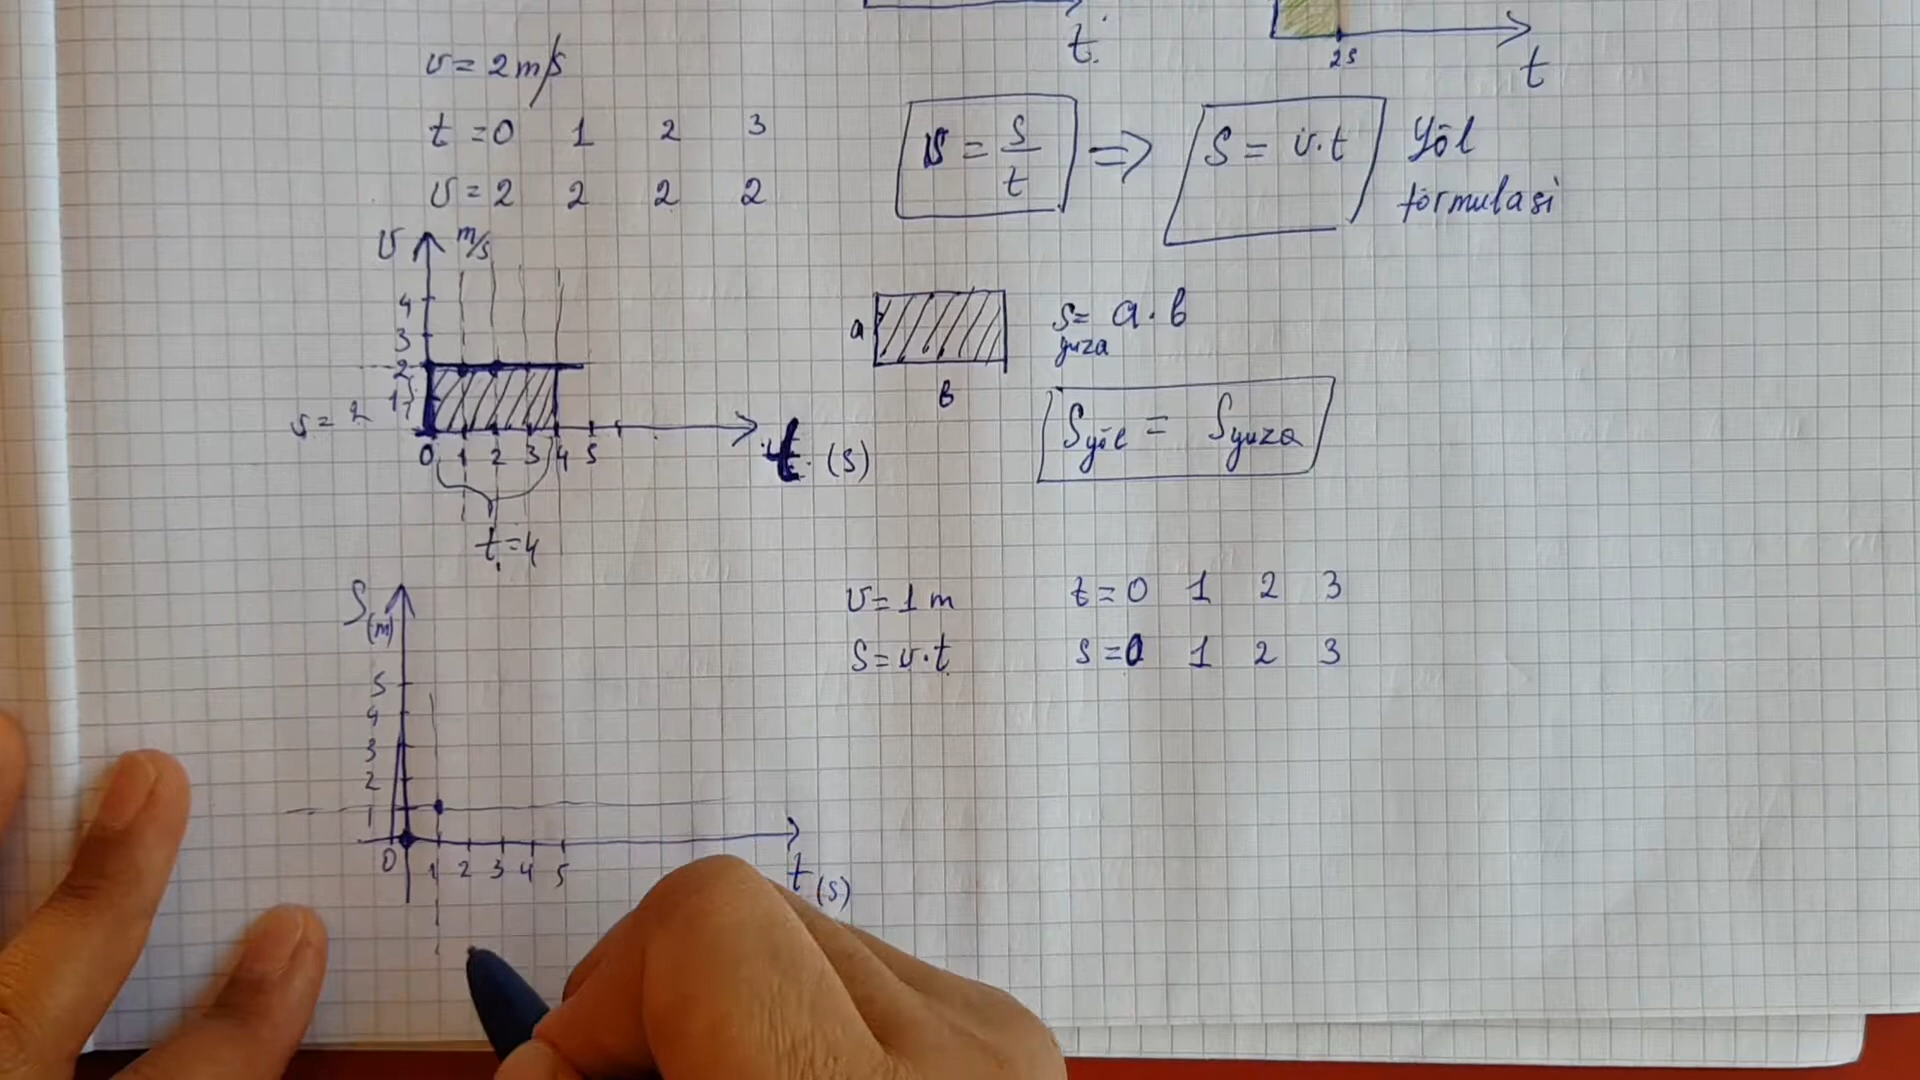 t.
2s
t
v = 2 m/s
t = 0 1 2 3
v = 2 2 2 2
v = s/t => S = v·t Yŏl
formulasi
v m/s
4
3
2
1
s = 2
0 1 2 3 4 5
t. (s)
t = 4
a
b
s = a · b
yuza
Syŏl = Syuza
S(m)
5
4
3
2
1
0 1 2 3 4 5
t (s)
v = 1 m t = 0 1 2 3
S = v·t s = 0 1 2 3